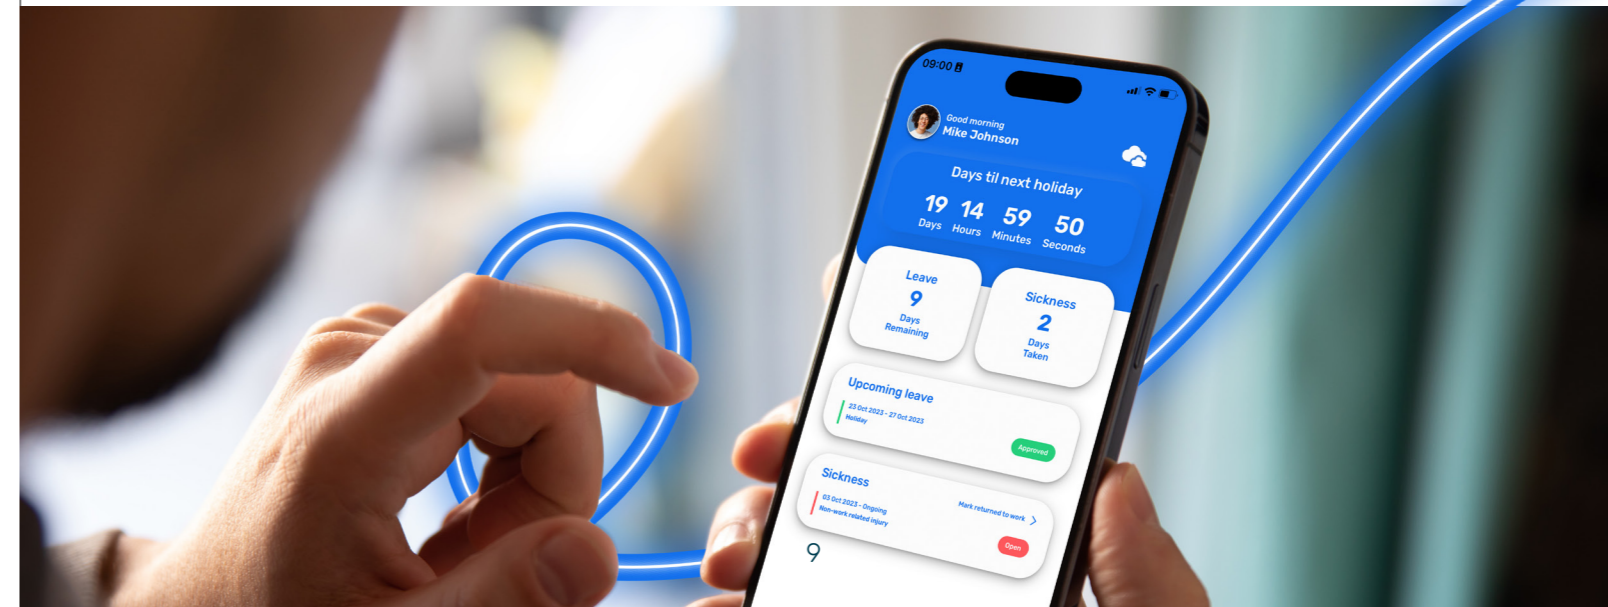 09:00
Good morning
Mike Johnson
Days til next holiday
19 14 59 50
Days Hours Minutes Seconds
Leave
9
Days
Remaining
Sickness
2
Days
Taken
Upcoming leave
23 Oct 2023 - 27 Oct 2023
Holiday
Approved
Sickness
03 Oct 2023 - Ongoing
Non-work related injury
Mark returned to work
Open
9